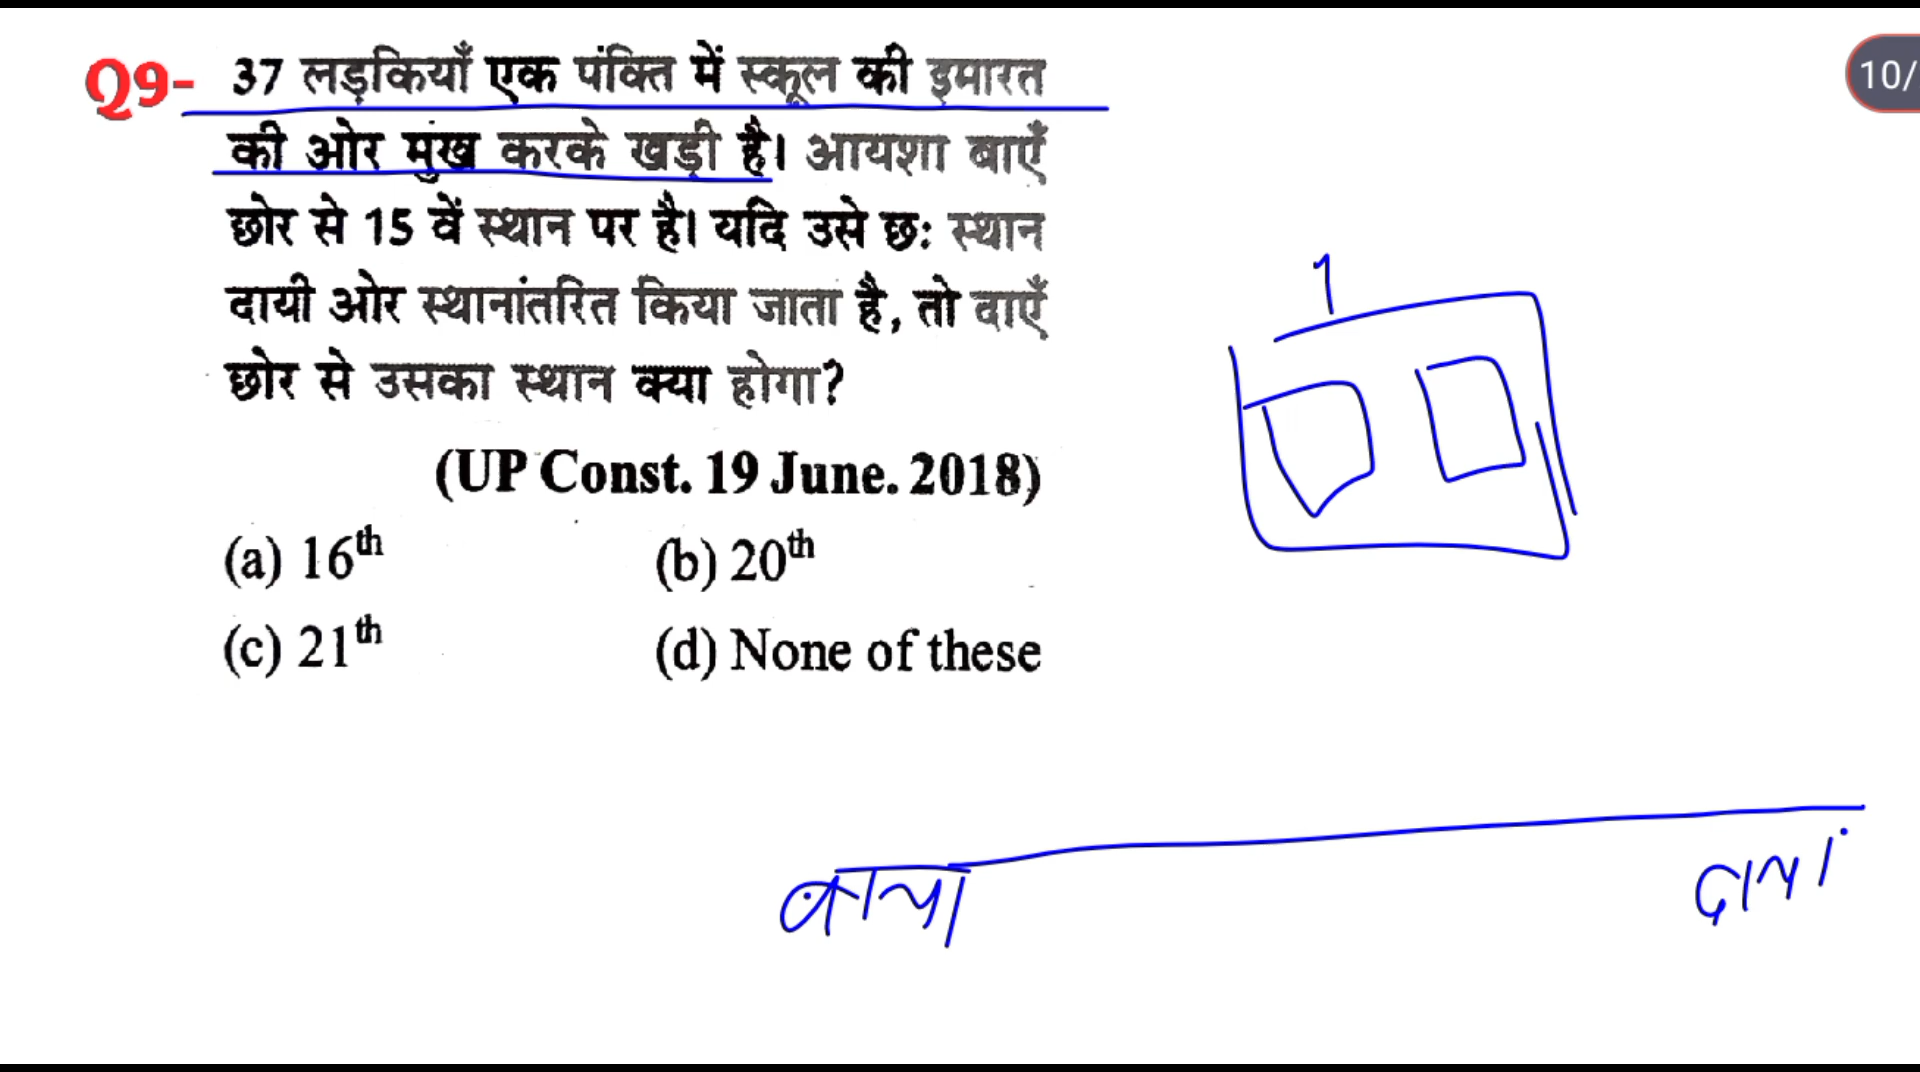 10/
Q9- 37 लड़कियाँ एक पंक्ति में स्कूल की इमारत
की ओर मुंख करके खड़ी है। आयशा बाएँ
छोर से 15 वें स्थान पर है। यदि उसे छः स्थान
दायी ओर स्थानांतरित किया जाता है, तो दाएँ
छोर से उसका स्थान क्या होगा?
(UP Const. 19 June. 2018)
(a) 16th (b) 20th
(c) 21th (d) None of these
1
बाया दायां